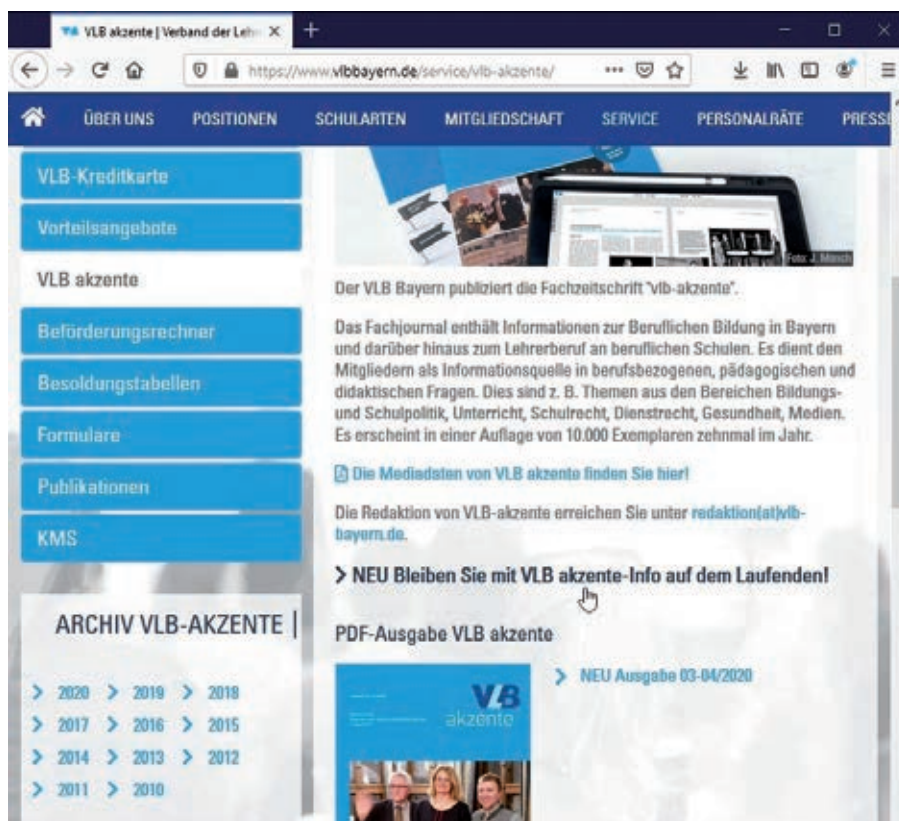 VLB akzente | Verband der Leh
https://www.vlbbayern.de/service/vlb-akzente/
ÜBER UNS POSITIONEN SCHULARTEN MITGLIEDSCHAFT SERVICE PERSONALRÄTE PRESSE
VLB-Kreditkarte
Vorteilsangebote
VLB akzente
Beförderungsrechner
Besoldungstabellen
Formulare
Publikationen
KMS
ARCHIV VLB-AKZENTE |
> 2020 > 2019 > 2018
> 2017 > 2016 > 2015
> 2014 > 2013 > 2012
> 2011 > 2010
Foto: J. Münch
Der VLB Bayern publiziert die Fachzeitschrift "vlb-akzente".
Das Fachjournal enthält Informationen zur Beruflichen Bildung in Bayern
und darüber hinaus zum Lehrerberuf an beruflichen Schulen. Es dient den
Mitgliedern als Informationsquelle in berufsbezogenen, pädagogischen und
didaktischen Fragen. Dies sind z. B. Themen aus den Bereichen Bildungs-
und Schulpolitik, Unterricht, Schulrecht, Dienstrecht, Gesundheit, Medien.
Es erscheint in einer Auflage von 10.000 Exemplaren zehnmal im Jahr.
Die Mediadaten von VLB akzente finden Sie hier!
Die Redaktion von VLB-akzente erreichen Sie unter redaktion(at)vlb-
bayern.de.
> NEU Bleiben Sie mit VLB akzente-Info auf dem Laufenden!
PDF-Ausgabe VLB akzente
> NEU Ausgabe 03-04/2020
VLB
akzente